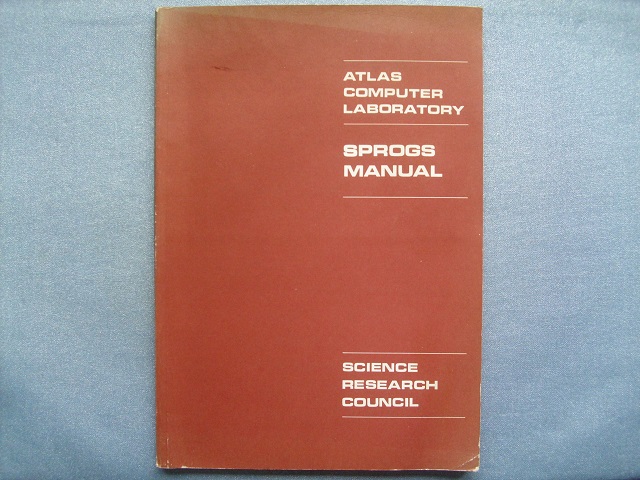 ATLAS
COMPUTER
LABORATORY
SPROGS
MANUAL
SCIENCE
RESEARCH
COUNCIL